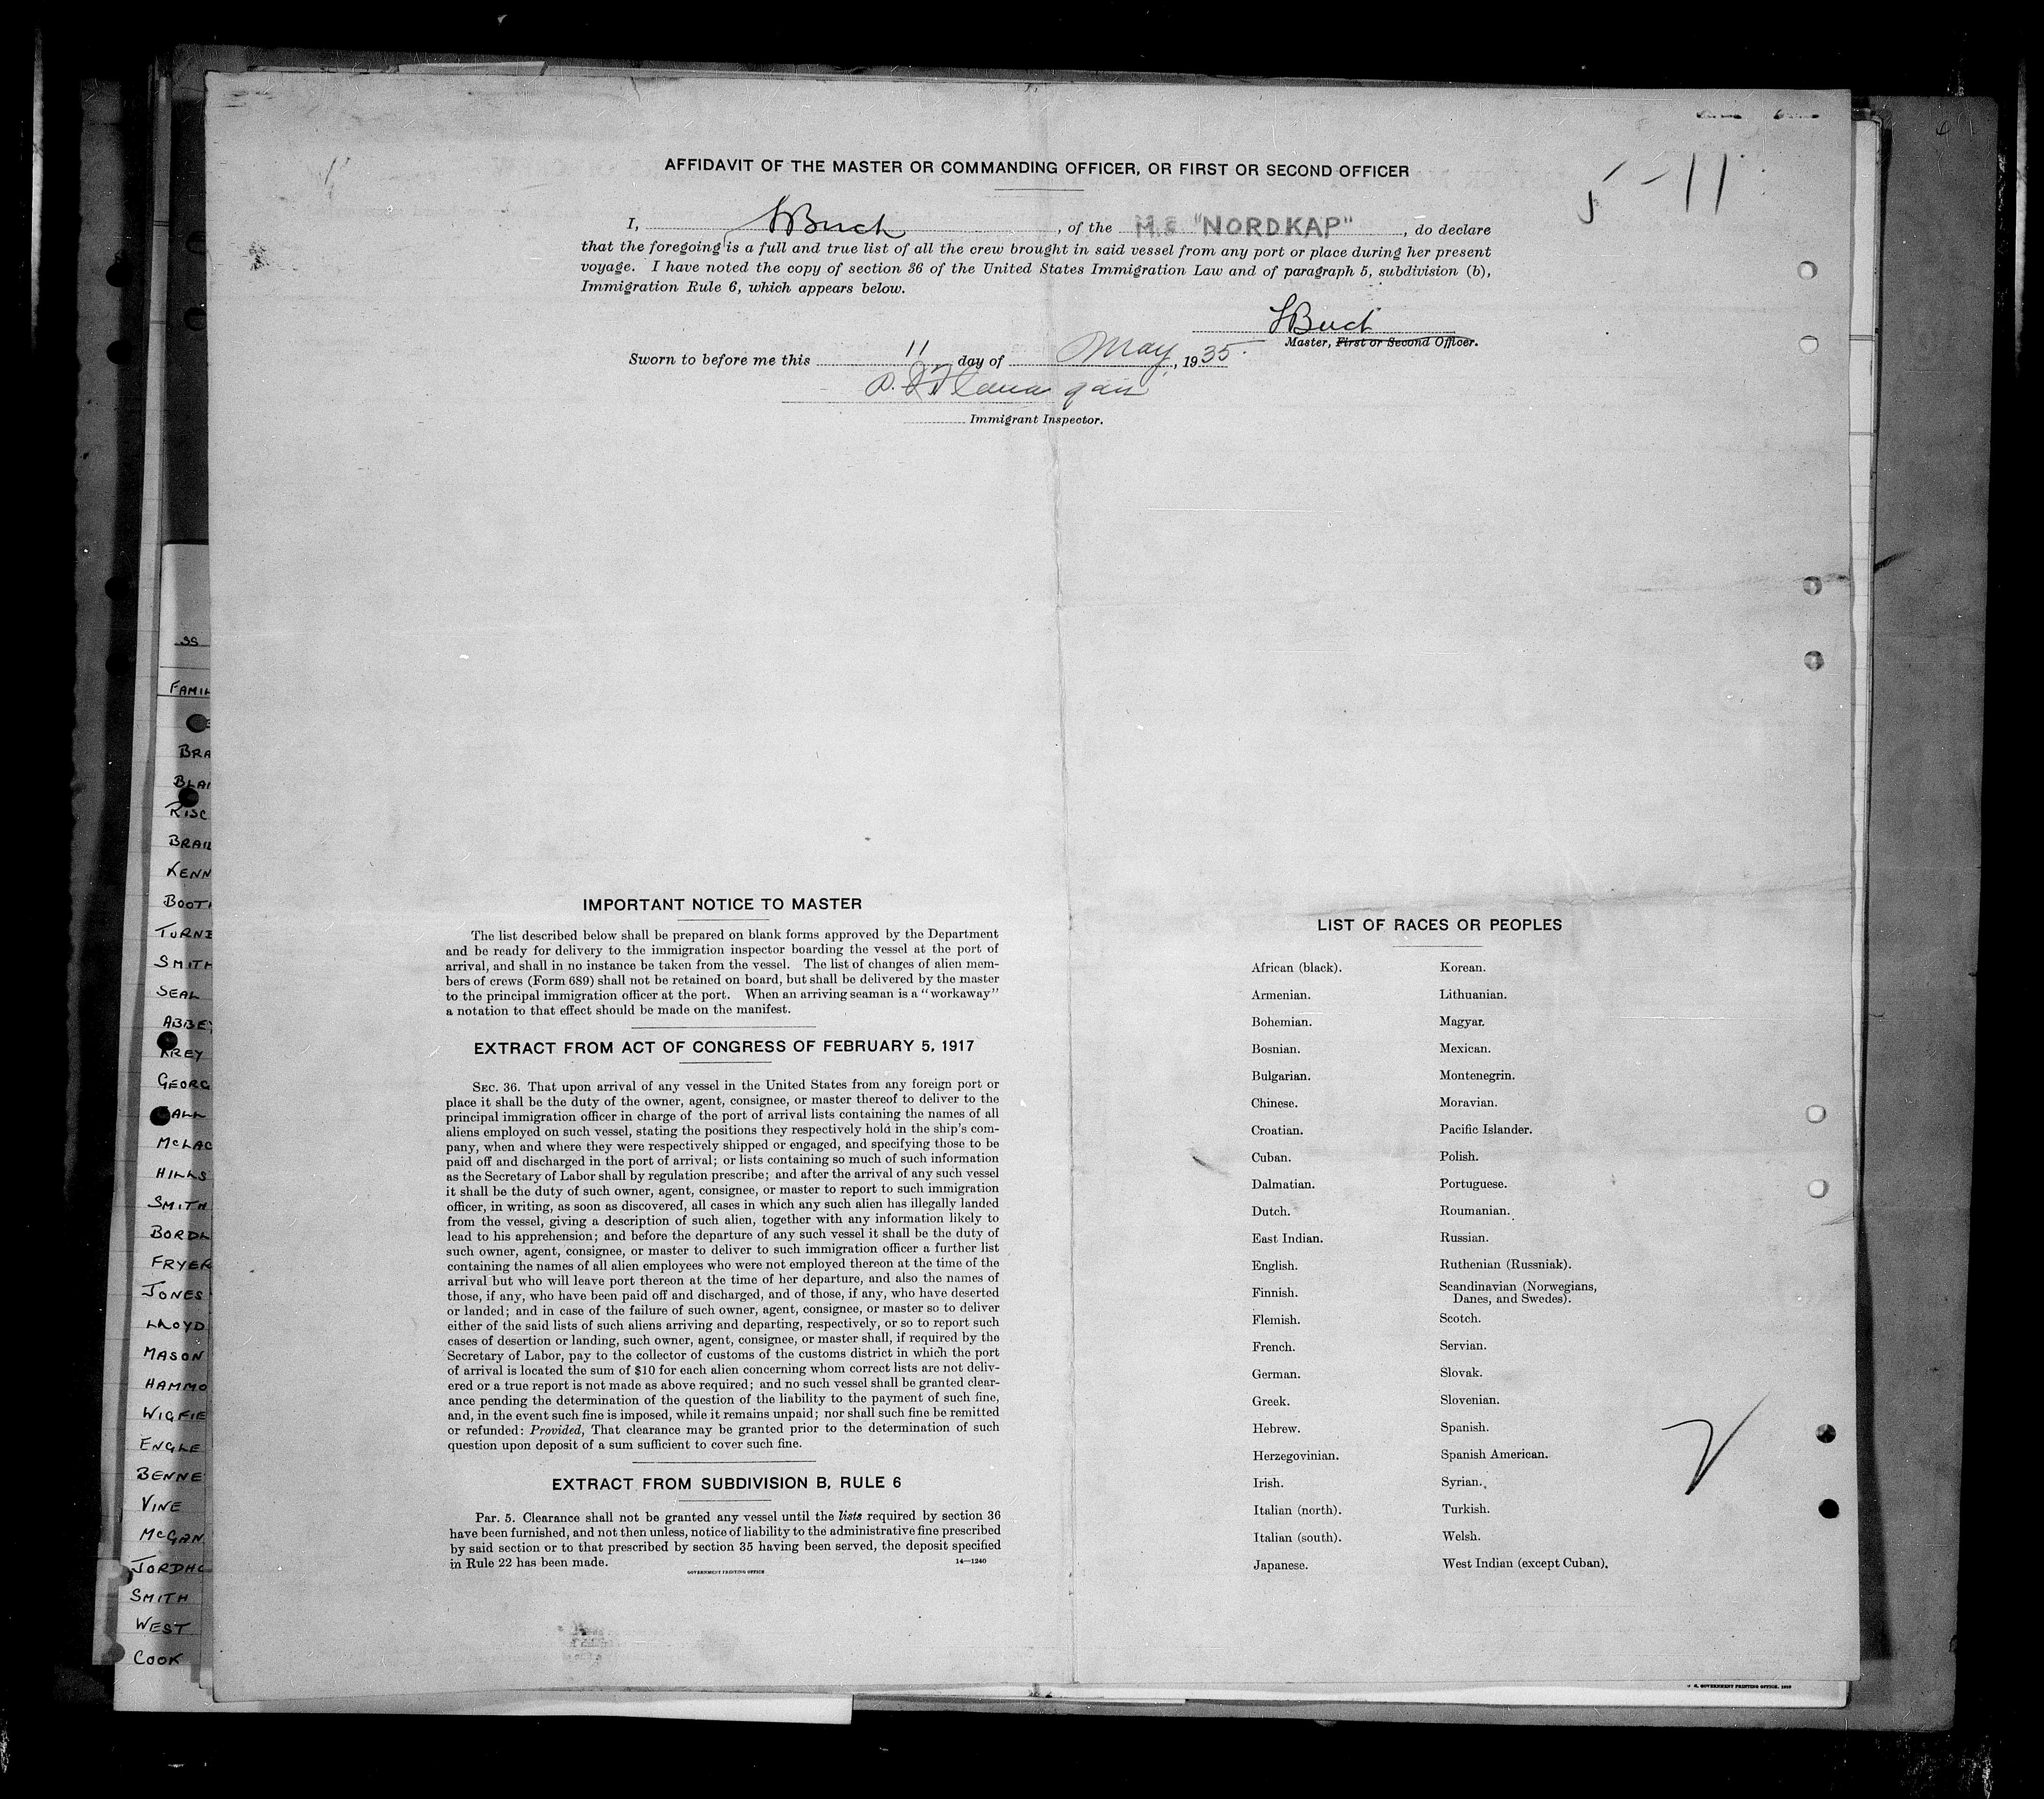 AFFIDAVIT OF THE MASTER OR COMMANDING OFFICER, OR FIRST OR SECOND OFFICER
5-11
I, Buch, of the M.S "NORDKAP", do declare
that the foregoing is a full and true list of all the crew brought in said vessel from any port or place during her present
voyage. I have noted the copy of section 36 of the United States Immigration Law and of paragraph 5, subdivision (b),
Immigration Rule 6, which appears below.
Buch
Master, First or Second Officer.
Sworn to before me this 11 day of May, 1935.
Immigrant Inspector.
IMPORTANT NOTICE TO MASTER
The list described below shall be prepared on blank forms approved by the Department
and be ready for delivery to the immigration inspector boarding the vessel at the port of
arrival, and shall in no instance be taken from the vessel. The list of changes of alien mem-
bers of crews (Form 689) shall not be retained on board, but shall be delivered by the master
to the principal immigration officer at the port. When an arriving seaman is a "workaway"
a notation to that effect should be made on the manifest.
EXTRACT FROM ACT OF CONGRESS OF FEBRUARY 5, 1917
SEC. 36. That upon arrival of any vessel in the United States from any foreign port or
place it shall be the duty of the owner, agent, consignee, or master thereof to deliver to the
principal immigration officer in charge of the port of arrival lists containing the names of all
aliens employed on such vessel, stating the positions they respectively hold in the ship's com-
pany, when and where they were respectively shipped or engaged, and specifying those to be
paid off and discharged in the port of arrival; or lists containing so much of such information
as the Secretary of Labor shall by regulation prescribe; and after the arrival of any such vessel
it shall be the duty of such owner, agent, consignee, or master to report to such immigration
officer, in writing, as soon as discovered, all cases in which any such alien has illegally landed
from the vessel, giving a description of such alien, together with any information likely to
lead to his apprehension; and before the departure of any such vessel it shall be the duty of
such owner, agent, consignee, or master to deliver to such immigration officer a further list
containing the names of all alien employees who were not employed thereon at the time of the
arrival but who will leave port thereon at the time of her departure, and also the names of
those, if any, who have been paid off and discharged, and of those, if any, who have deserted
or landed; and in case of the failure of such owner, agent, consignee, or master so to deliver
either of the said lists of such aliens arriving and departing, respectively, or so to report such
cases of desertion or landing, such owner, agent, consignee, or master shall, if required by the
Secretary of Labor, pay to the collector of customs of the customs district in which the port
of arrival is located the sum of $10 for each alien concerning whom correct lists are not deliv-
ered or a true report is not made as above required; and no such vessel shall be granted clear-
ance pending the determination of the question of the liability to the payment of such fine,
and, in the event such fine is imposed, while it remains unpaid; nor shall such fine be remitted
or refunded: Provided, That clearance may be granted prior to the determination of such
question upon deposit of a sum sufficient to cover such fine.
EXTRACT FROM SUBDIVISION B, RULE 6
Par. 5. Clearance shall not be granted any vessel until the lists required by section 36
have been furnished, and not then unless, notice of liability to the administrative fine prescribed
by said section or to that prescribed by section 35 having been served, the deposit specified
in Rule 22 has been made. 14—1240
GOVERNMENT PRINTING OFFICE
LIST OF RACES OR PEOPLES
African (black).
Armenian.
Bohemian.
Bosnian.
Bulgarian.
Chinese.
Croatian.
Cuban.
Dalmatian.
Dutch.
East Indian.
English.
Finnish.
Flemish.
French.
German.
Greek.
Hebrew.
Herzegovinian.
Irish.
Italian (north).
Italian (south).
Japanese.
Korean.
Lithuanian.
Magyar.
Mexican.
Montenegrin.
Moravian.
Pacific Islander.
Polish.
Portuguese.
Roumanian.
Russian.
Ruthenian (Russniak).
Scandinavian (Norwegians,
Danes, and Swedes).
Scotch.
Servian.
Slovak.
Slovenian.
Spanish.
Spanish American.
Syrian.
Turkish.
Welsh.
West Indian (except Cuban).
SS
FAMIL
BRA
BLAI
RISC
BRAI
KENN
BOOT
TURNE
SMITH
SEAL
ABBEY
KREY
GEORG
ALL
McLAC
HILLS
SMITH
BORDL
FRYER
JONES
LLOYD
MASON
HAMMO
WIGFIE
ENGLE
BENNE
VINE
McGAN
JORDHO
SMITH
WEST
COOK
GOVERNMENT PRINTING OFFICE